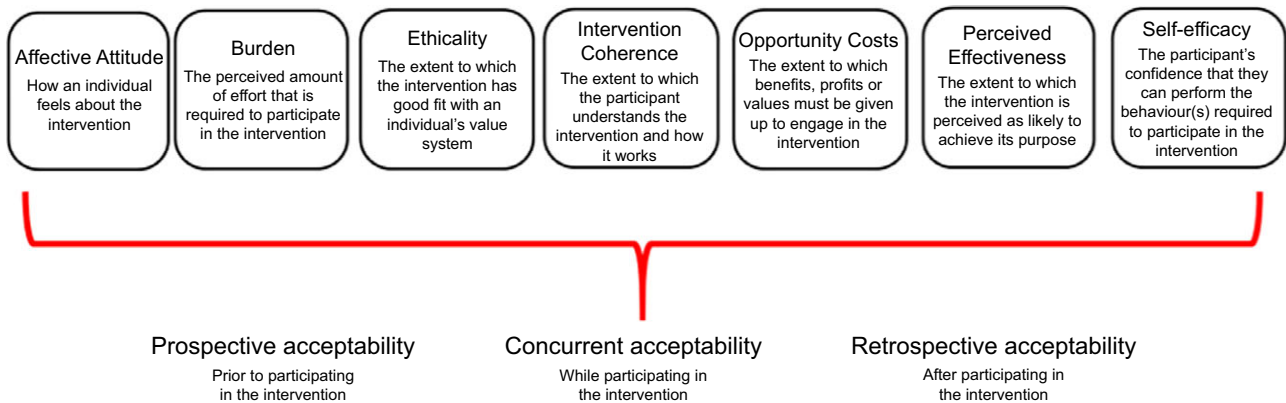 Affective Attitude
How an individual
feels about the
intervention
Burden
The perceived amount
of effort that is
required to participate
in the intervention
Ethicality
The extent to which
the intervention has
good fit with an
individual's value
system
Intervention
Coherence
The extent to which
the participant
understands the
intervention and how
it works
Opportunity Costs
The extent to which
benefits, profits or
values must be given
up to engage in the
intervention
Perceived
Effectiveness
The extent to which
the intervention is
perceived as likely to
achieve its purpose
Self-efficacy
The participant's
confidence that they
can perform the
behaviour(s) required
to participate in the
intervention
Prospective acceptability
Prior to participating
in the intervention
Concurrent acceptability
While participating in
the intervention
Retrospective acceptability
After participating in
the intervention